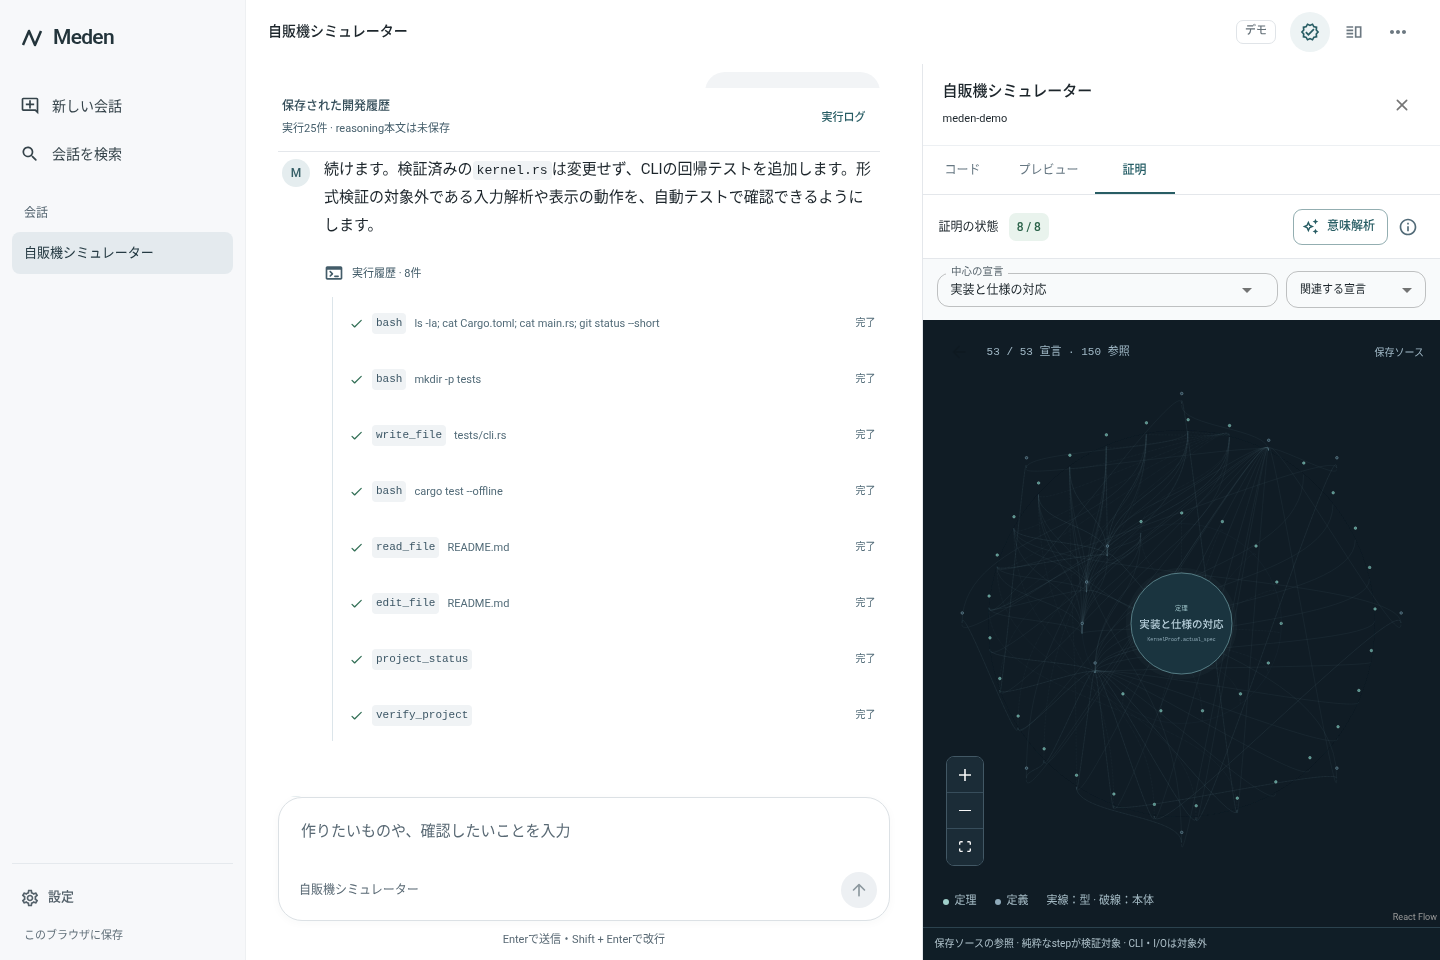 Meden
新しい会話
会話を検索
会話
自販機シミュレーター
設定
このブラウザに保存
自販機シミュレーター
デモ
保存された開発履歴
実行25件 · reasoning本文は未保存
実行ログ
M
続けます。検証済みのkernel.rsは変更せず、CLIの回帰テストを追加します。形
式検証の対象外である入力解析や表示の動作を、自動テストで確認できるように
します。
実行履歴 · 8件
bash ls -la; cat Cargo.toml; cat main.rs; git status --short 完了
bash mkdir -p tests 完了
write_file tests/cli.rs 完了
bash cargo test --offline 完了
read_file README.md 完了
edit_file README.md 完了
project_status 完了
verify_project 完了
作りたいものや、確認したいことを入力
自販機シミュレーター
Enterで送信・Shift + Enterで改行
自販機シミュレーター
meden-demo
コード
プレビュー
証明
証明の状態
8 / 8
意味解析
中心の宣言
実装と仕様の対応
関連する宣言
53 / 53 宣言 · 150 参照
保存ソース
定理
実装と仕様の対応
KernelProof.actual_spec
定理
定義
実線：型 · 破線：本体
React Flow
保存ソースの参照 · 純粋なstepが検証対象 · CLI・I/Oは対象外